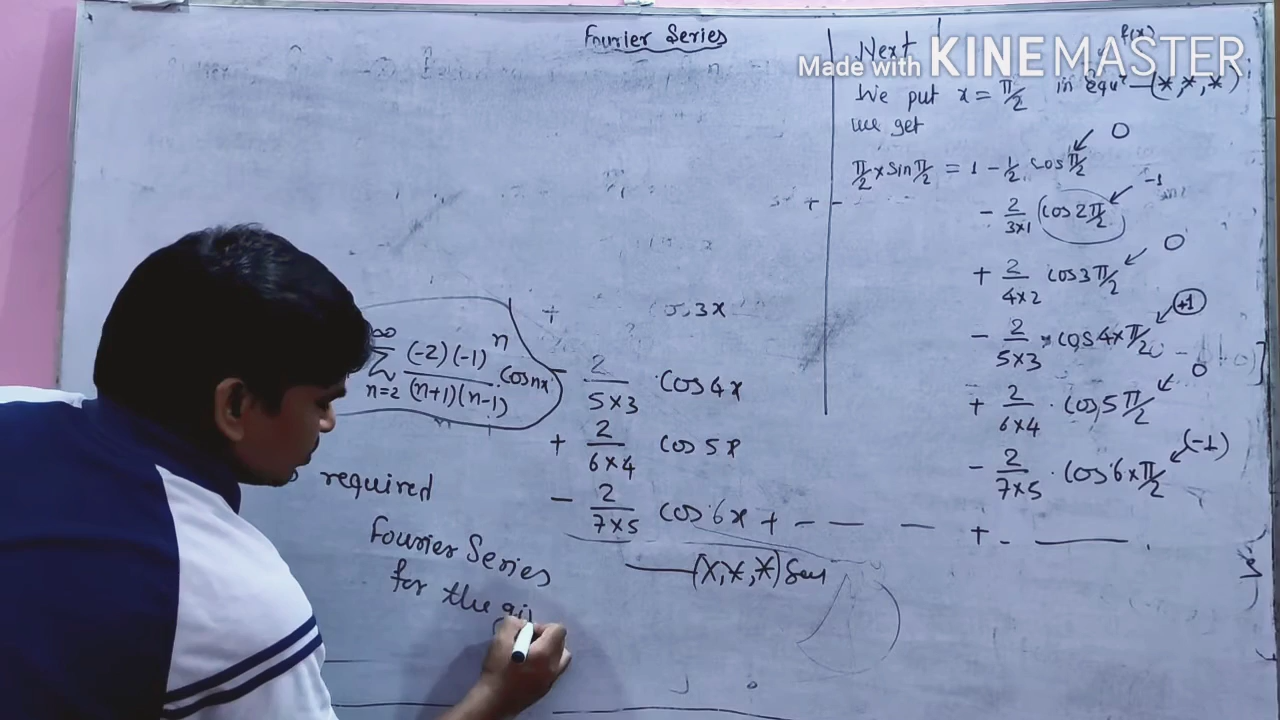 Fourier Series
Made with KINEMASTER
Next f(x)
We put x = π/2 in equⁿ —(*,*,*)
we get
π/2 × sin π/2 = 1 - 1/2 cos π/2 0
- 2/(3×1) (cos 2π/2) -1
+ 2/(4×2) cos 3π/2 0
- 2/(5×3) · cos 4×π/2 +1
+ 2/(6×4) · cos 5π/2 0
- 2/(7×5) · cos 6×π/2 (-1)
+ - ———
+ cos 3x
∞ Σ n=2 (-2)(-1)ⁿ / (n+1)(n-1) cos nx
- 2/(5×3) cos 4x
+ 2/(6×4) cos 5x
- 2/(7×5) cos 6x + - — —
—(*,*,*)
required
Fourier Series
for the gi